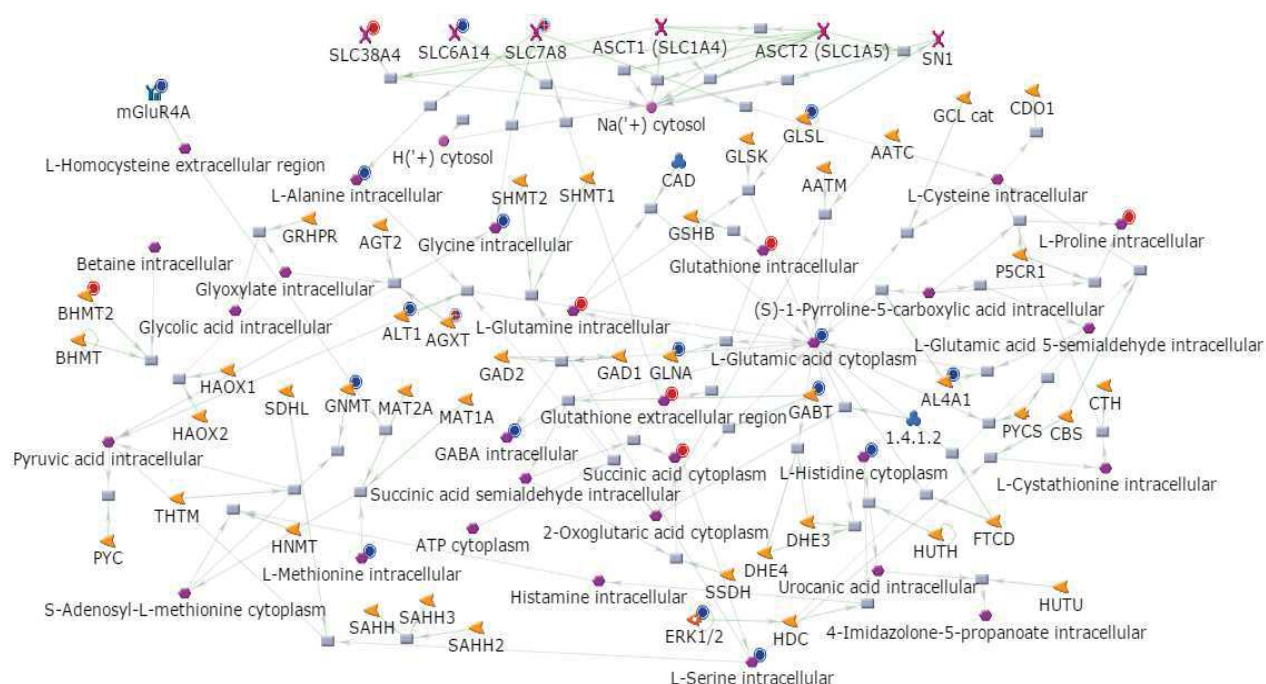 SLC38A4
SLC6A14
SLC7A8
ASCT1 (SLC1A4)
ASCT2 (SLC1A5)
SN1
mGluR4A
Na('+) cytosol
GLSL
GCL cat
CDO1
L-Homocysteine extracellular region
H('+) cytosol
GLSK
AATC
L-Alanine intracellular
SHMT2
SHMT1
CAD
AATM
L-Cysteine intracellular
GRHPR
AGT2
Glycine intracellular
GSHB
L-Proline intracellular
Betaine intracellular
Glutathione intracellular
P5CR1
Glyoxylate intracellular
BHMT2
Glycolic acid intracellular
ALT1
AGXT
L-Glutamine intracellular
(S)-1-Pyrroline-5-carboxylic acid intracellular
BHMT
GAD2
GAD1
GLNA
L-Glutamic acid cytoplasm
L-Glutamic acid 5-semialdehyde intracellular
HAOX1
SDHL
GNMT
MAT2A
MAT1A
Glutathione extracellular region
GABT
AL4A1
CTH
HAOX2
PYCS
CBS
GABA intracellular
1.4.1.2
Pyruvic acid intracellular
Succinic acid cytoplasm
L-Histidine cytoplasm
Succinic acid semialdehyde intracellular
L-Cystathionine intracellular
THTM
2-Oxoglutaric acid cytoplasm
PYC
HNMT
ATP cytoplasm
DHE3
HUTH
FTCD
L-Methionine intracellular
DHE4
Urocanic acid intracellular
S-Adenosyl-L-methionine cytoplasm
Histamine intracellular
SSDH
HUTU
SAHH
SAHH3
SAHH2
ERK1/2
HDC
4-Imidazolone-5-propanoate intracellular
L-Serine intracellular